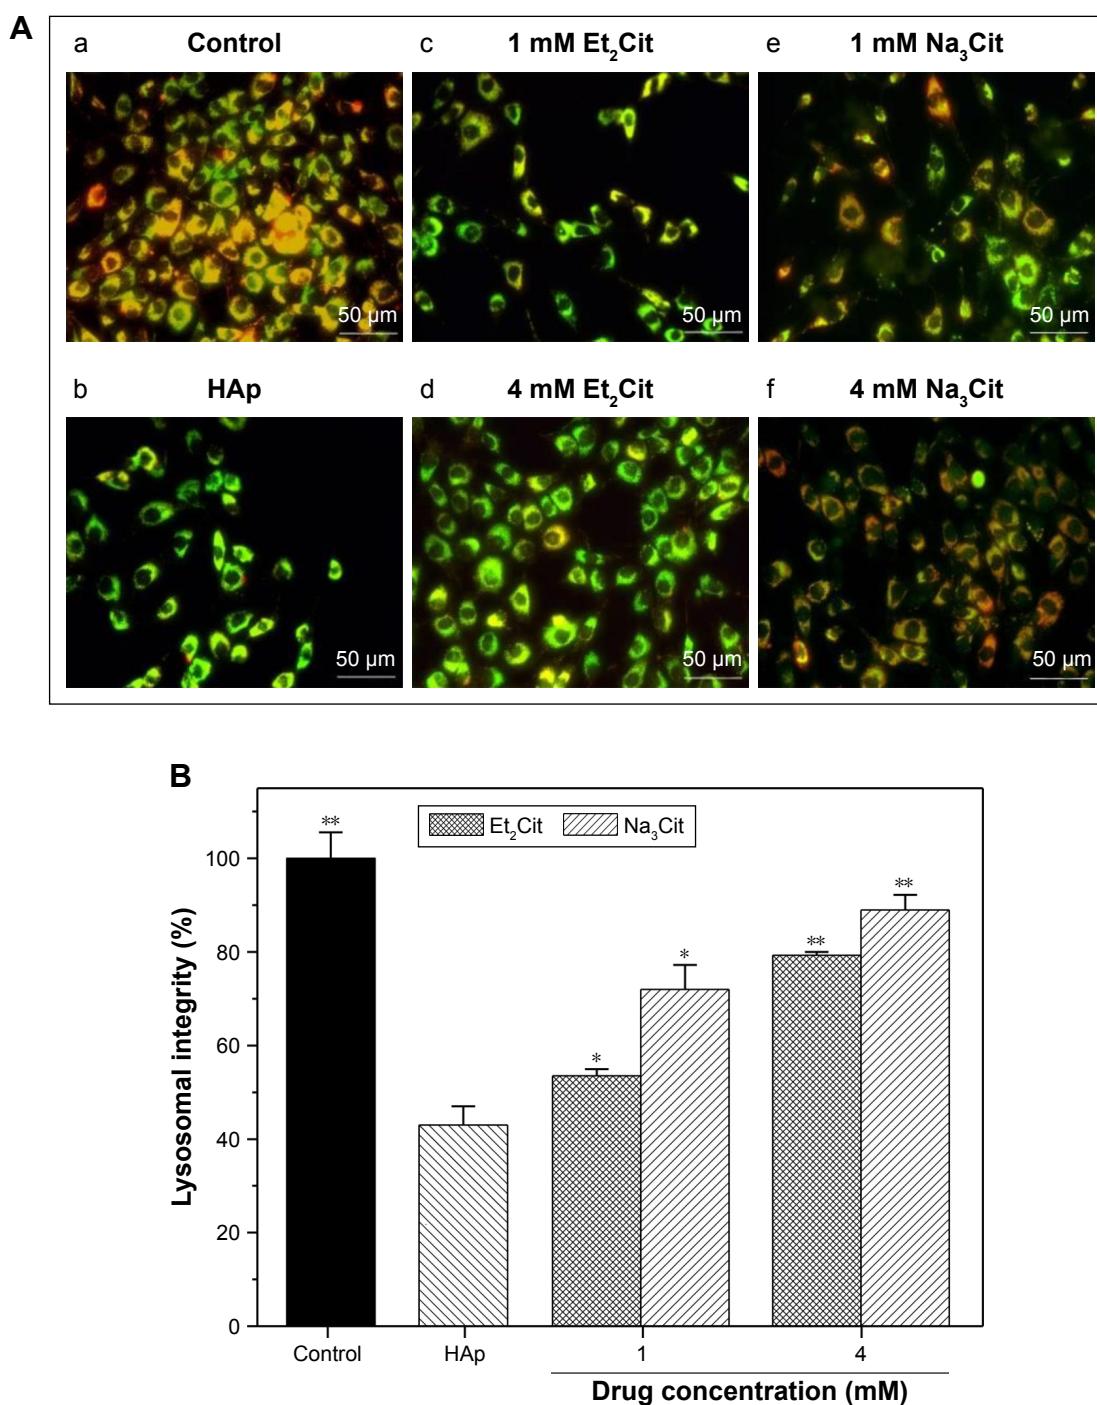 A
a Control
c 1 mM Et₂Cit
e 1 mM Na₃Cit
50 µm
50 µm
50 µm
b HAp
d 4 mM Et₂Cit
f 4 mM Na₃Cit
50 µm
50 µm
50 µm
B
Et₂Cit
Na₃Cit
Lysosomal integrity (%)
100
80
60
40
20
0
**
*
*
**
**
Control
HAp
1
4
Drug concentration (mM)